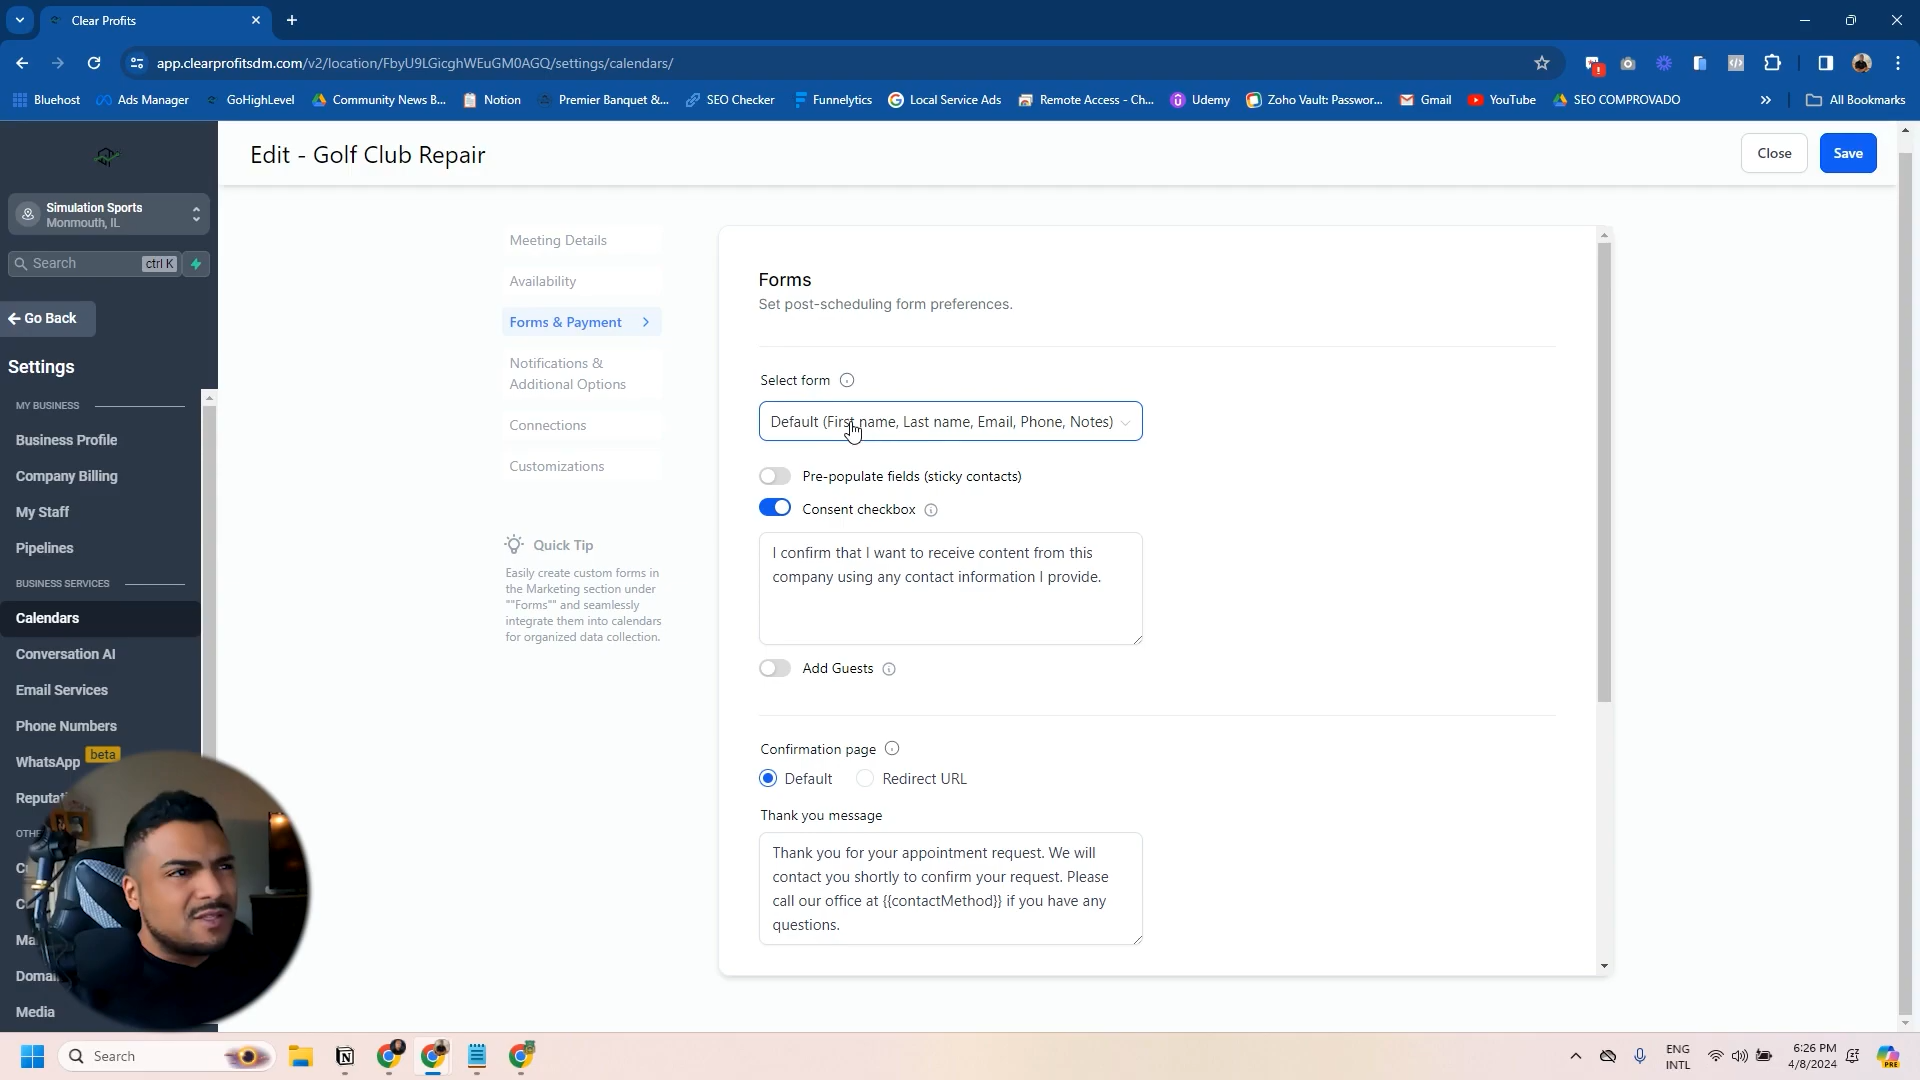 Clear Profits
app.clearprofitsdm.com/v2/location/FbyU9LGicghWEuGM0AGQ/settings/calendars/
Bluehost
Ads Manager
GoHighLevel
Community News B...
Notion
Premier Banquet &...
SEO Checker
Funnelytics
Local Service Ads
Remote Access - Ch...
Udemy
Zoho Vault: Passwor...
Gmail
YouTube
SEO COMPROVADO
»
All Bookmarks
Edit - Golf Club Repair
Close
Save
Simulation Sports
Monmouth, IL
Search
ctrl K
Go Back
Settings
MY BUSINESS
Business Profile
Company Billing
My Staff
Pipelines
BUSINESS SERVICES
Calendars
Conversation AI
Email Services
Phone Numbers
WhatsApp
beta
Domai
Media
Meeting Details
Availability
Forms & Payment
Notifications &
Additional Options
Connections
Customizations
Quick Tip
Easily create custom forms in
the Marketing section under
""Forms"" and seamlessly
integrate them into calendars
for organized data collection.
Forms
Set post-scheduling form preferences.
Select form
Default (First name, Last name, Email, Phone, Notes)
Pre-populate fields (sticky contacts)
Consent checkbox
I confirm that I want to receive content from this
company using any contact information I provide.
Add Guests
Confirmation page
Default
Redirect URL
Thank you message
Thank you for your appointment request. We will
contact you shortly to confirm your request. Please
call our office at {{contactMethod}} if you have any
questions.
Search
ENG
INTL
6:26 PM
4/8/2024
PRE